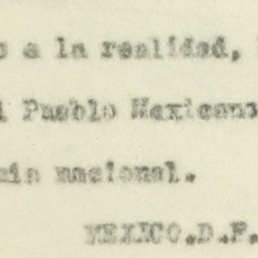 a la realidad,
Pueblo Mexicano
nacional.
MEXICO.D.F.